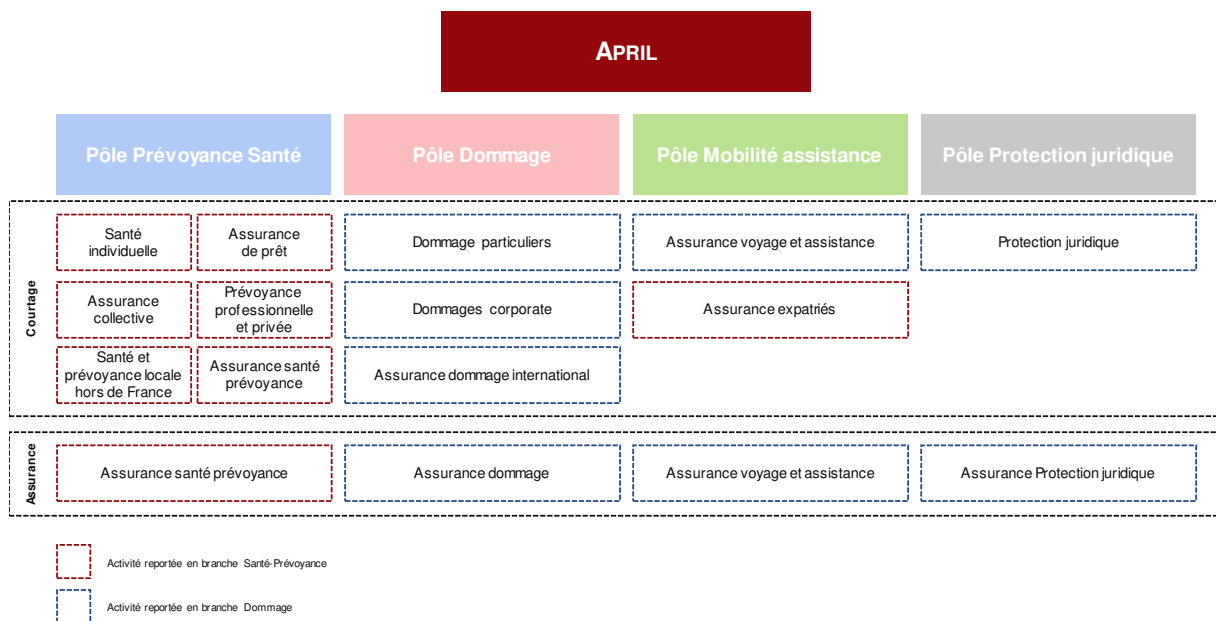 APRIL
Pôle Prévoyance Santé
Pôle Dommage
Pôle Mobilité assistance
Pôle Protection juridique
Courtage
Santé
individuelle
Assurance
de prêt
Dommage particuliers
Assurance voyage et assistance
Protection juridique
Assurance
collective
Prévoyance
professionnelle
et privée
Dommages corporate
Assurance expatriés
Santé et
prévoyance locale
hors de France
Assurance santé
prévoyance
Assurance dommage international
Assurance
Assurance santé prévoyance
Assurance dommage
Assurance voyage et assistance
Assurance Protection juridique
Activité reportée en branche Santé-Prévoyance
Activité reportée en branche Dommage